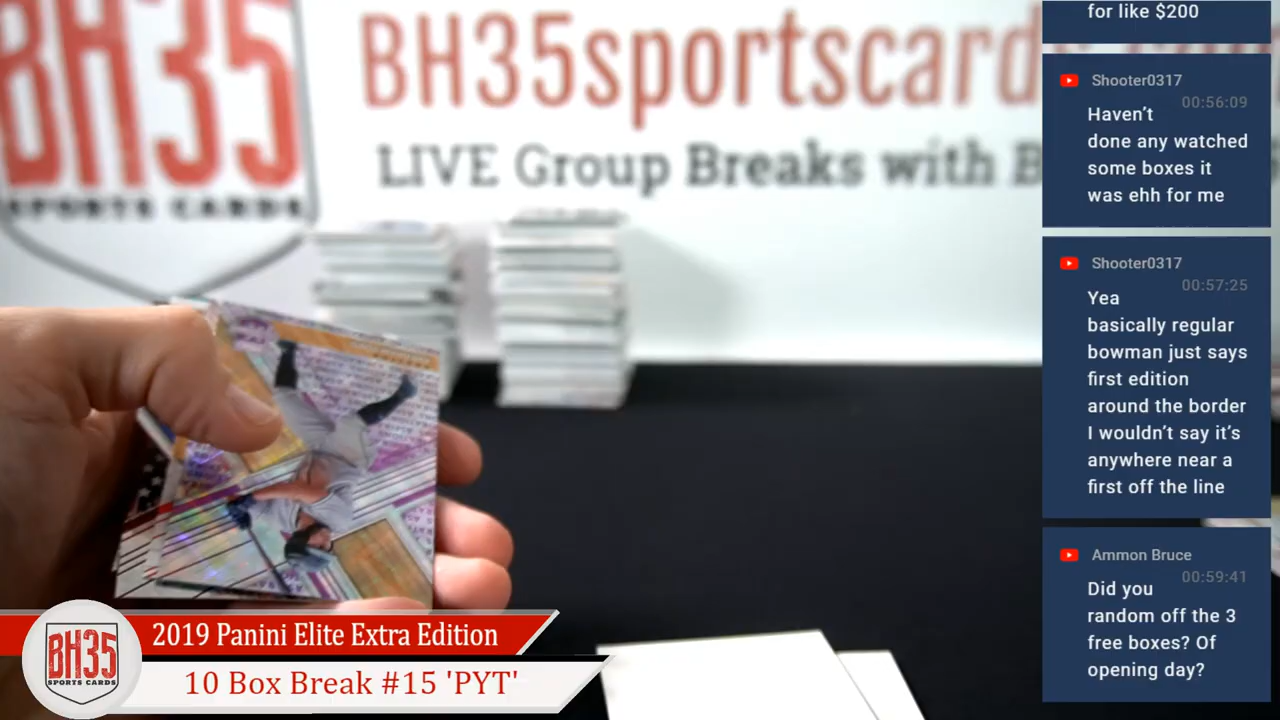 BH35
SPORTS CARDS
BH35sportscard
LIVE Group Breaks with B
for like $200
Shooter0317
00:56:09
Haven't
done any watched
some boxes it
was ehh for me
Shooter0317
00:57:25
Yea
basically regular
bowman just says
first edition
around the border
I wouldn't say it's
anywhere near a
first off the line
Ammon Bruce
00:59:41
Did you
random off the 3
free boxes? Of
opening day?
BH35
SPORTS CARDS
2019 Panini Elite Extra Edition
10 Box Break #15 'PYT'